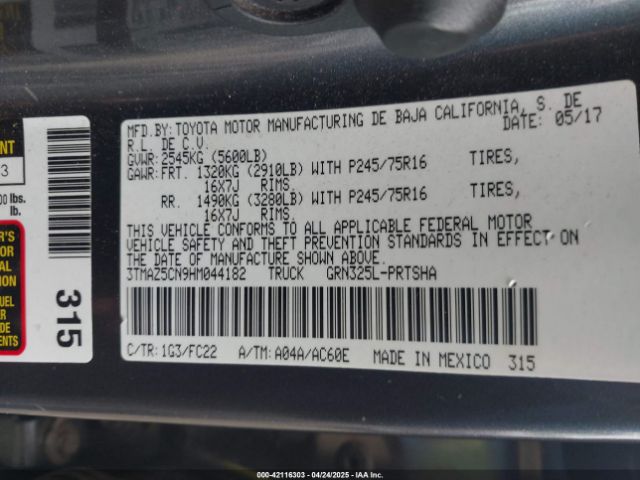 MFD.BY:TOYOTA MOTOR MANUFACTURING DE BAJA CALIFORNIA, S. DE
R.L. DE C.V. DATE: 05/17
GVWR:2545KG (5600LB)
GAWR:FRT. 1320KG (2910LB) WITH P245/75R16 TIRES,
16X7J RIMS,
RR. 1490KG (3280LB) WITH P245/75R16 TIRES,
16X7J RIMS.
THIS VEHICLE CONFORMS TO ALL APPLICABLE FEDERAL MOTOR
VEHICLE SAFETY AND THEFT PREVENTION STANDARDS IN EFFECT ON
THE DATE OF MANUFACTURE SHOWN ABOVE.
3TMAZ5CN9HM044182 TRUCK GRN325L-PRTSHA
C/TR:1G3/FC22 A/TM:A04A/AC60E MADE IN MEXICO 315
315
3
00 lbs.
lb.
000-42116303 - 04/24/2025 - IAAI.COM